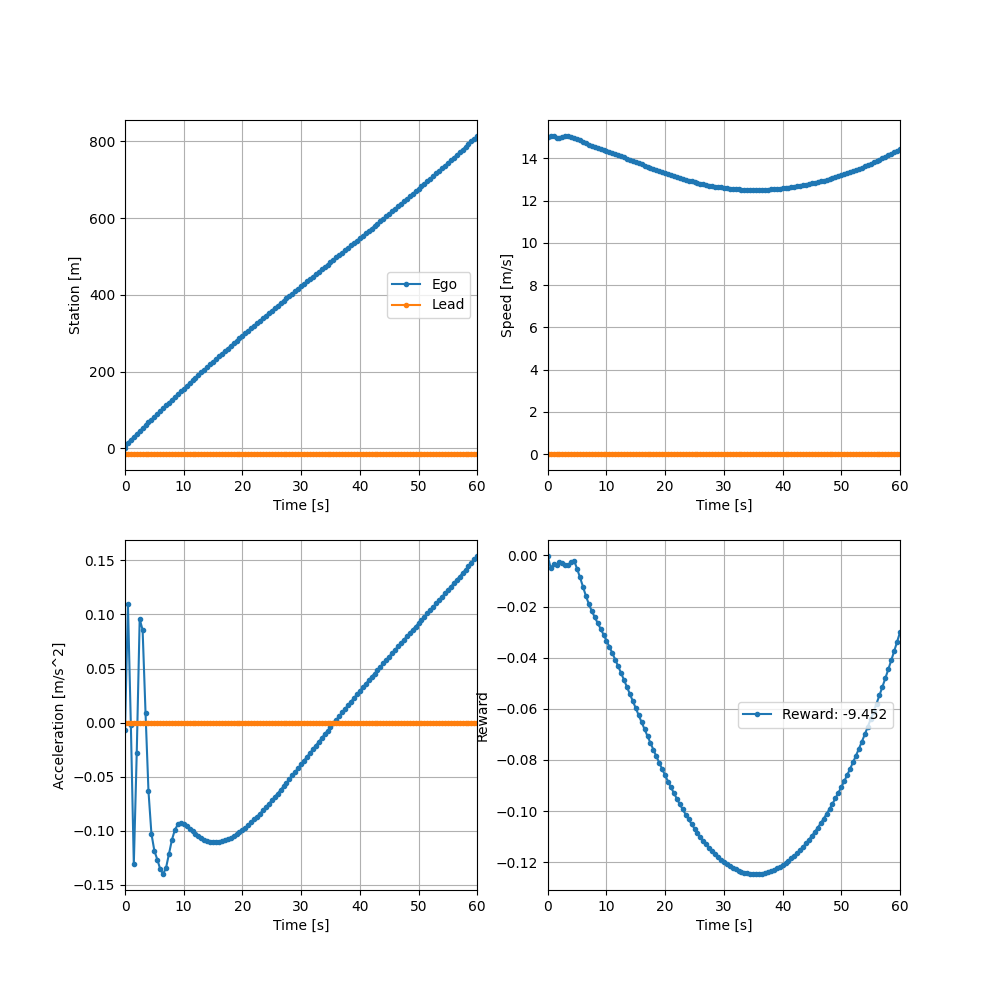 800
600
400
200
0
Station [m]
Ego
Lead
0 10 20 30 40 50 60
Time [s]
14
12
10
8
6
4
2
0
Speed [m/s]
0 10 20 30 40 50 60
Time [s]
0.15
0.10
0.05
0.00
−0.05
−0.10
−0.15
Acceleration [m/s^2]
0 10 20 30 40 50 60
Time [s]
0.00
−0.02
−0.04
−0.06
−0.08
−0.10
−0.12
Reward
Reward: -9.452
0 10 20 30 40 50 60
Time [s]